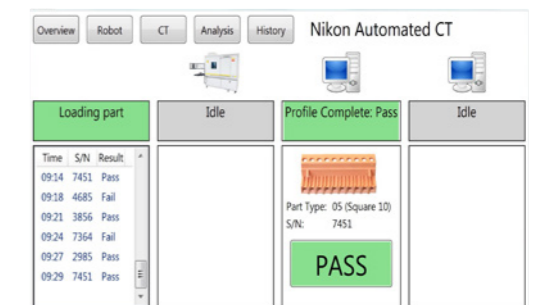 Overview Robot CT Analysis History Nikon Automated CT
Loading part Idle Profile Complete: Pass Idle
Time S/N Result
09:14 7451 Pass
09:18 4685 Fail
09:21 3856 Pass
09:24 7364 Fail
09:27 2985 Pass
09:29 7451 Pass
Part Type: 05 (Square 10)
S/N: 7451
PASS